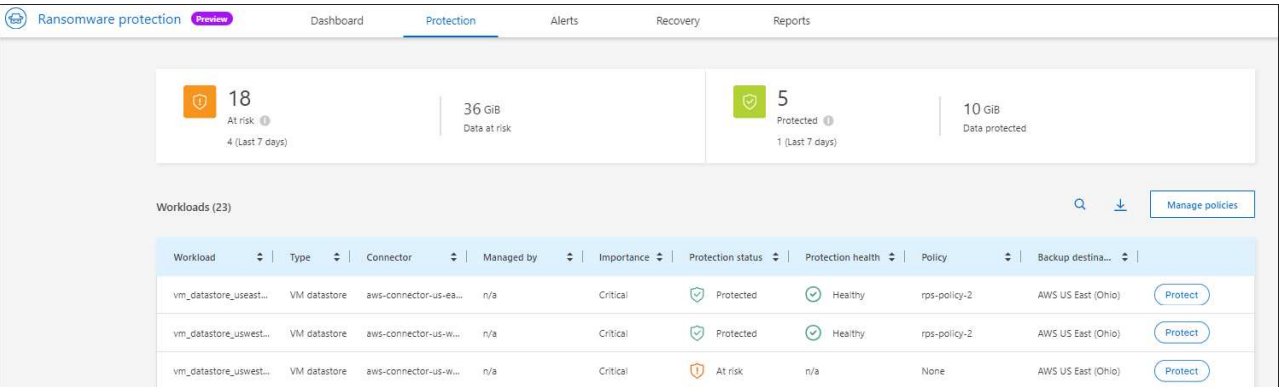 Ransomware protection Preview Dashboard Protection Alerts Recovery Reports
18
At risk
4 (Last 7 days)
36 GiB
Data at risk
5
Protected
1 (Last 7 days)
10 GiB
Data protected
Workloads (23) Manage policies
Workload Type Connector Managed by Importance Protection status Protection health Policy Backup destina...
vm_datastore_useast... VM datastore aws-connector-us-ea... n/a Critical Protected Healthy rps-policy-2 AWS US East (Ohio) Protect
vm_datastore_uswest... VM datastore aws-connector-us-w... n/a Critical Protected Healthy rps-policy-2 AWS US East (Ohio) Protect
vm_datastore_uswest... VM datastore aws-connector-us-w... n/a Critical At risk n/a None AWS US East (Ohio) Protect